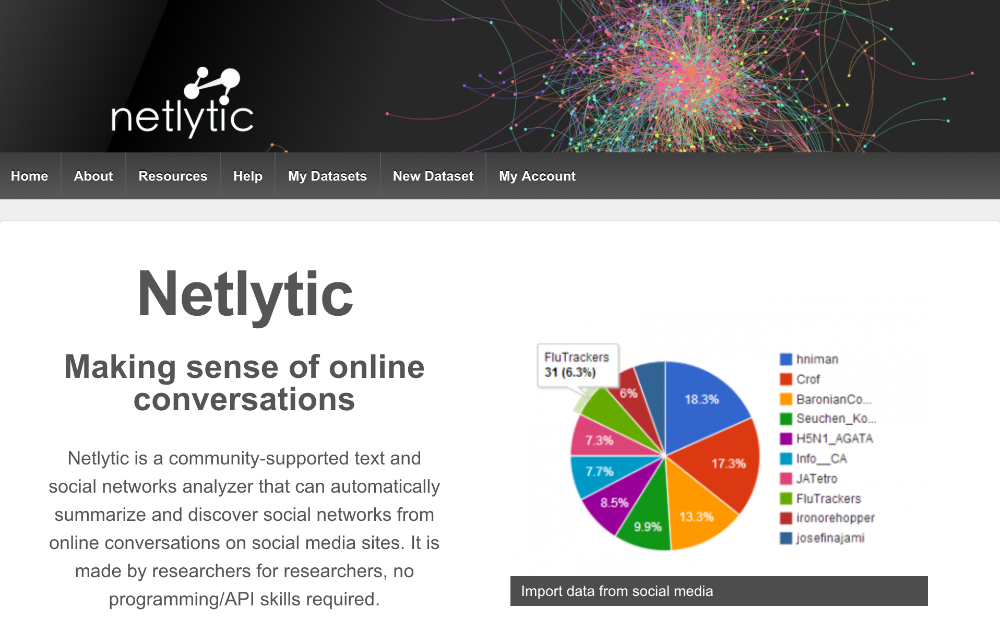 netlytic
Home
About
Resources
Help
My Datasets
New Dataset
My Account
Netlytic
Making sense of online
conversations
Netlytic is a community-supported text and
social networks analyzer that can automatically
summarize and discover social networks from
online conversations on social media sites. It is
made by researchers for researchers, no
programming/API skills required.
FluTrackers
31 (6.3%)
6%
18.3%
17.3%
13.3%
9.9%
8.5%
7.7%
7.3%
hniman
Crof
BaronianCo...
Seuchen_Ko...
H5N1_AGATA
Info__CA
JATetro
FluTrackers
ironorehopper
josefinajami
Import data from social media